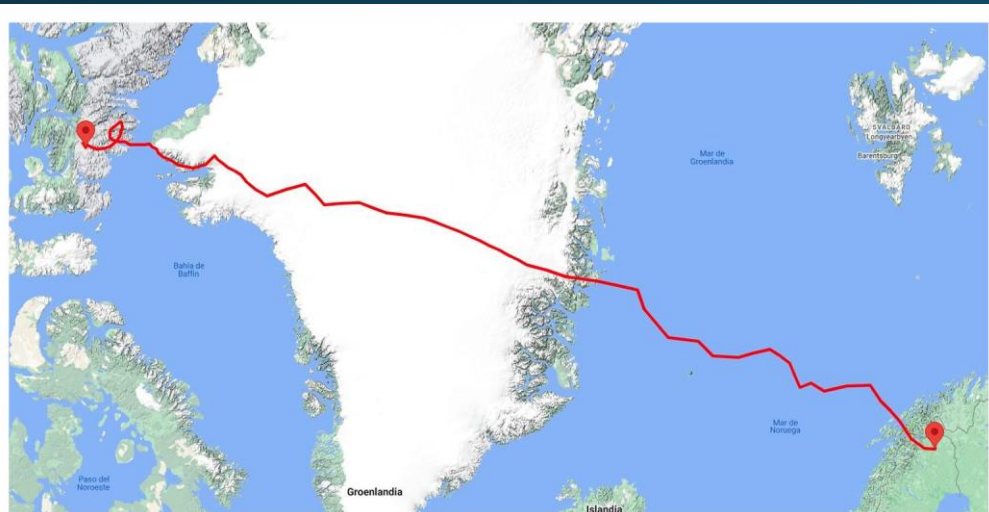 SVALBARD
Longyearbyen
Barentsburg
Mar de
Groenlandia
Bahía de
Baffin
Mar de
Noruega
Paso del
Noroeste
Groenlandia
Islandia